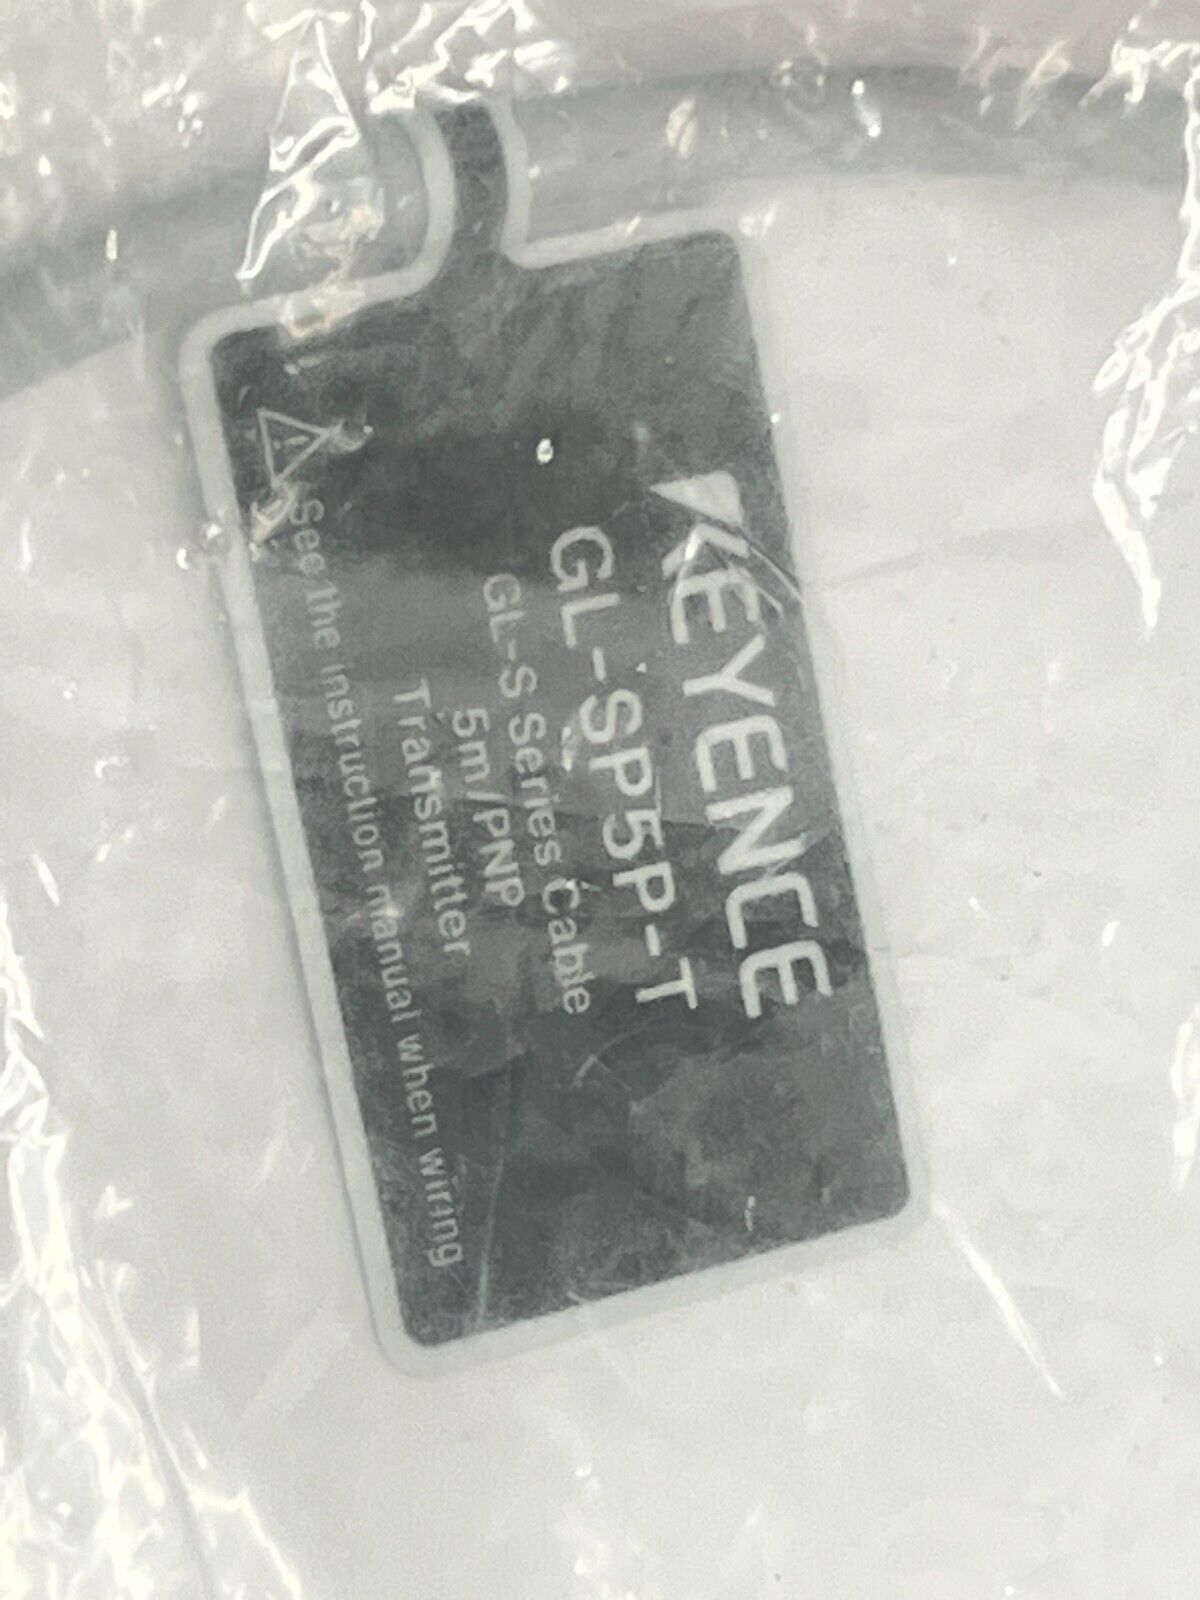 KEYENCE
GL-SP5P-T
GL-S Series Cable
5m/PNP
Transmitter
See the instruction manual when wiring